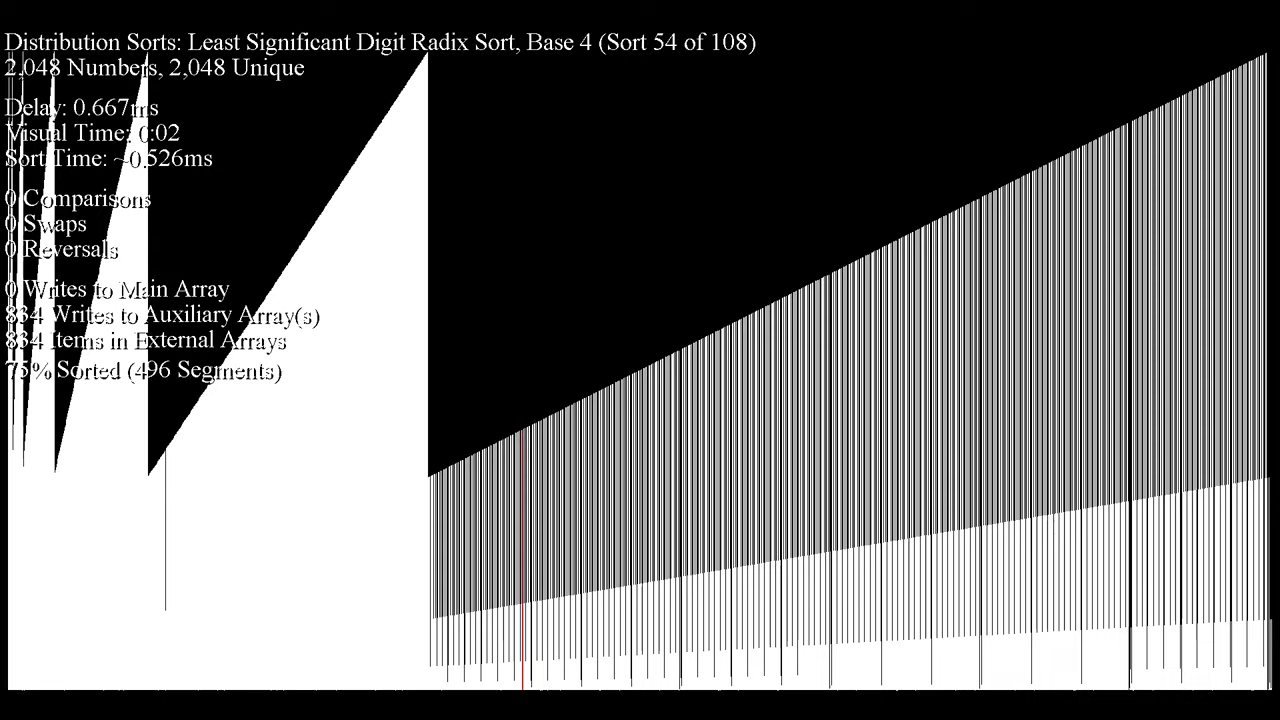 Distribution Sorts: Least Significant Digit Radix Sort, Base 4 (Sort 54 of 108)
2,048 Numbers, 2,048 Unique
Delay: 0.667ms
Visual Time: 0:02
Sort Time: ~0.526ms
0 Comparisons
0 Swaps
0 Reversals
0 Writes to Main Array
834 Writes to Auxiliary Array(s)
834 Items in External Arrays
75% Sorted (496 Segments)